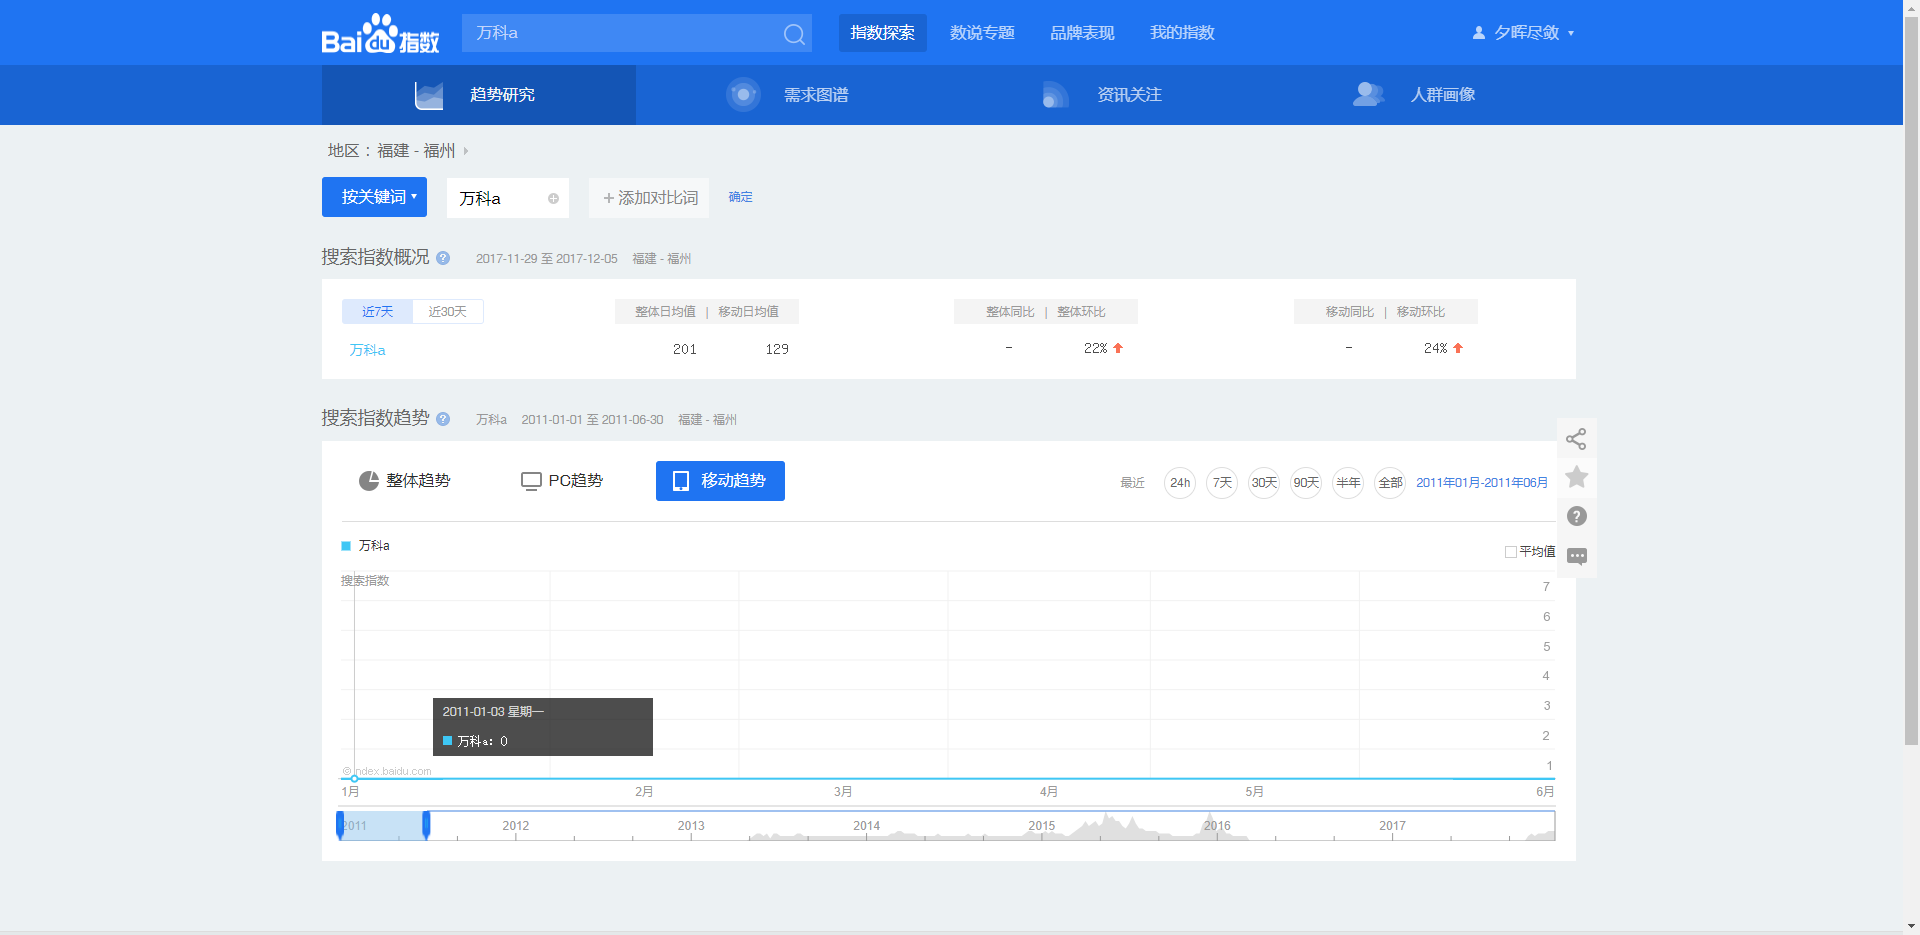 Baidu指数
万科a
指数探索
数说专题
品牌表现
我的指数
夕晖尽敛
趋势研究
需求图谱
资讯关注
人群画像
地区： 福建 - 福州
按关键词
万科a
+ 添加对比词
确定
搜索指数概况 ? 2017-11-29 至 2017-12-05 福建 - 福州
近7天 近30天
整体日均值 | 移动日均值
整体同比 | 整体环比
移动同比 | 移动环比
万科a 201 129 - 22% - 24%
搜索指数趋势 ? 万科a 2011-01-01 至 2011-06-30 福建 - 福州
整体趋势
PC趋势
移动趋势
最近 24h 7天 30天 90天 半年 全部 2011年01月-2011年06月
?
万科a
平均值
搜索指数
7
6
5
4
3
2
1
2011-01-03 星期一
万科a: 0
©index.baidu.com
1月 2月 3月 4月 5月 6月
2011 2012 2013 2014 2015 2016 2017